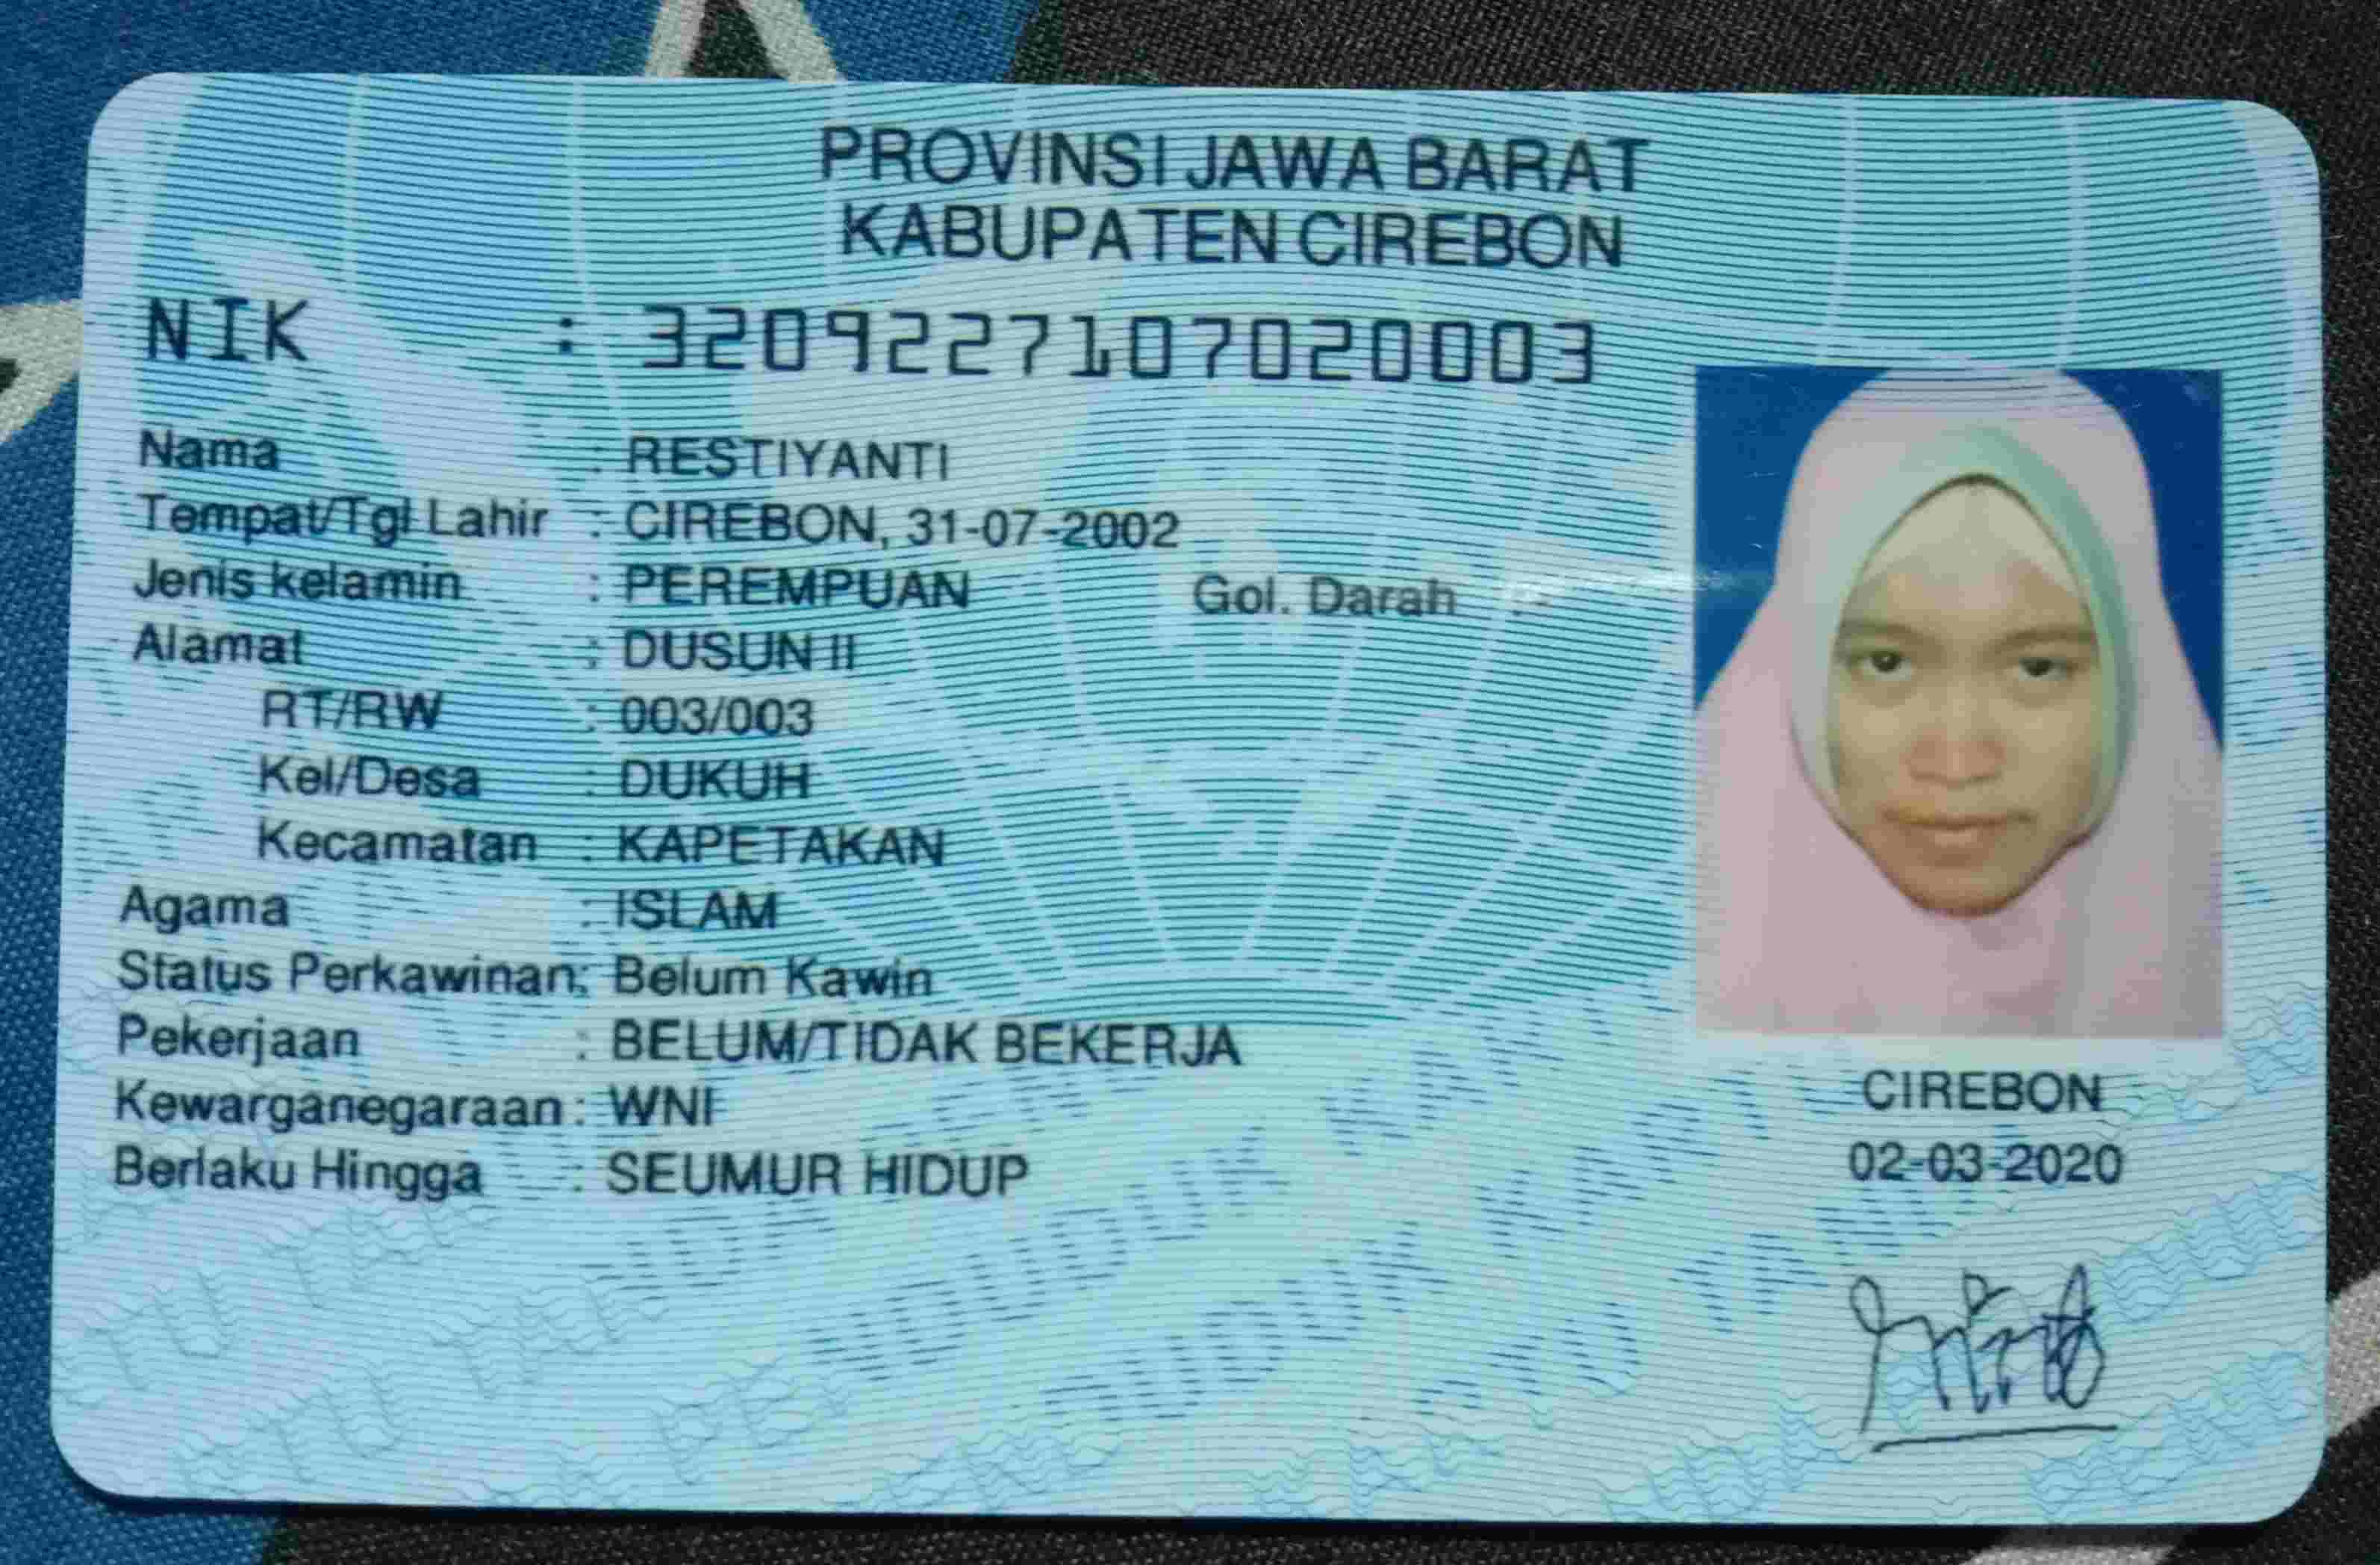 PROVINSI JAWA BARAT
KABUPATEN CIREBON
NIK : 3209227107020003
Nama : RESTIYANTI
Tempat/Tgl Lahir : CIREBON, 31-07-2002
Jenis kelamin : PEREMPUAN Gol. Darah : -
Alamat : DUSUN II
RT/RW : 003/003
Kel/Desa : DUKUH
Kecamatan : KAPETAKAN
Agama : ISLAM
Status Perkawinan: Belum Kawin
Pekerjaan : BELUM/TIDAK BEKERJA
Kewarganegaraan : WNI
Berlaku Hingga : SEUMUR HIDUP
CIREBON
02-03-2020